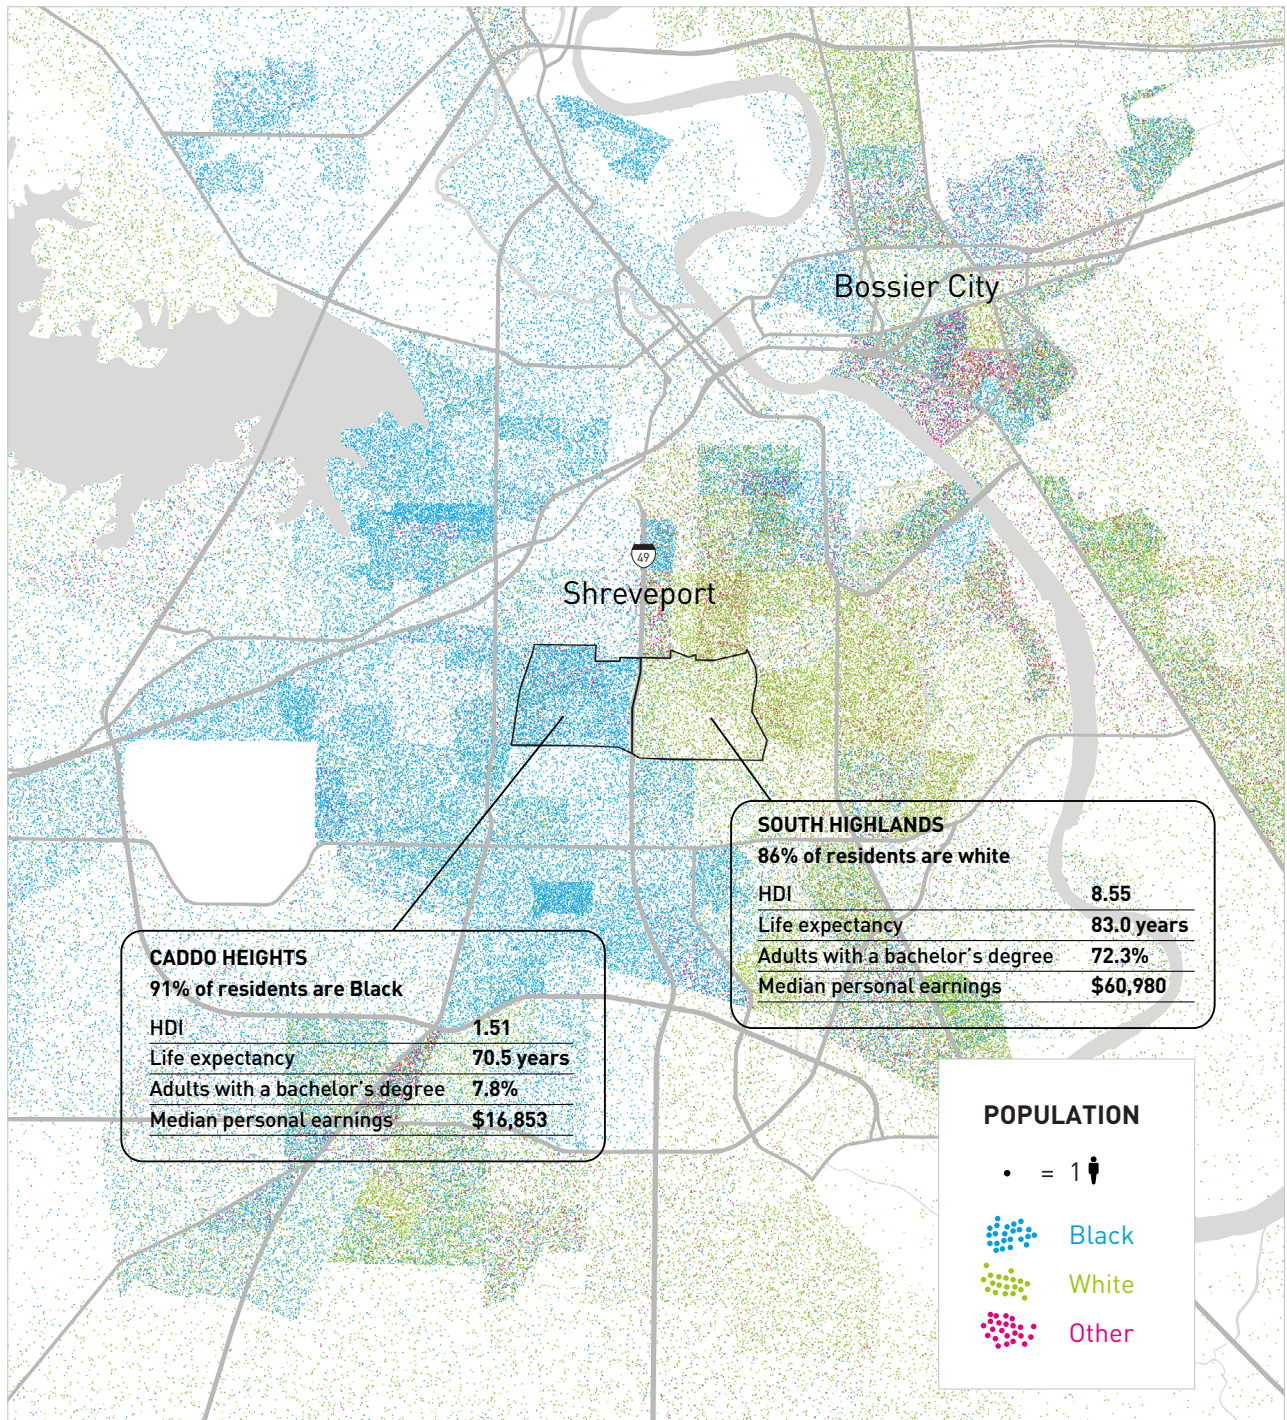 Bossier City
49
Shreveport
SOUTH HIGHLANDS
86% of residents are white
HDI 8.55
Life expectancy 83.0 years
Adults with a bachelor's degree 72.3%
Median personal earnings $60,980
CADDO HEIGHTS
91% of residents are Black
HDI 1.51
Life expectancy 70.5 years
Adults with a bachelor's degree 7.8%
Median personal earnings $16,853
POPULATION
= 1
Black
White
Other